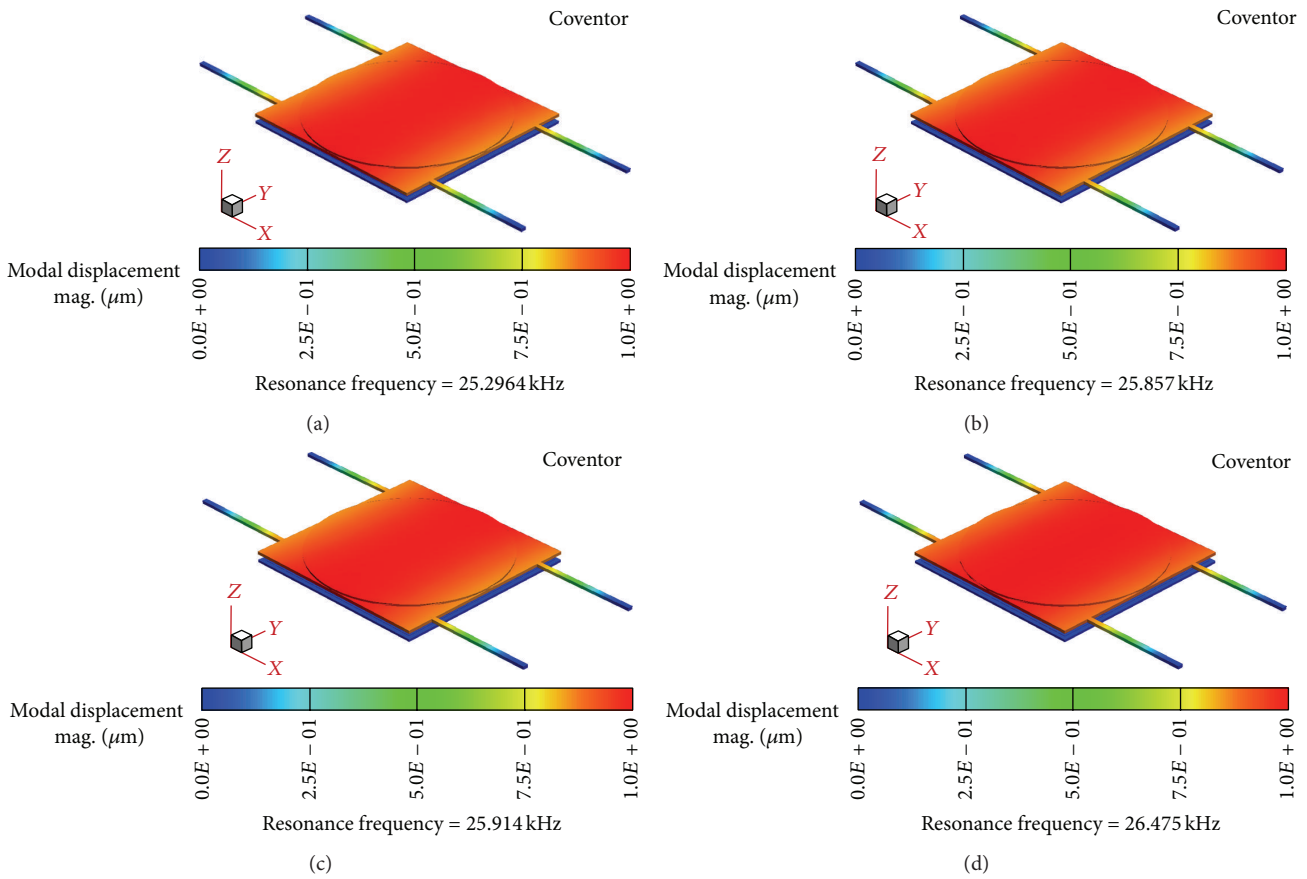 Coventor
Z
Y
X
Modal displacement
mag. (μm)
0.0E + 00
2.5E − 01
5.0E − 01
7.5E − 01
1.0E + 00
Resonance frequency = 25.2964 kHz
(a)
Coventor
Z
Y
X
Modal displacement
mag. (μm)
0.0E + 00
2.5E − 01
5.0E − 01
7.5E − 01
1.0E + 00
Resonance frequency = 25.857 kHz
(b)
Coventor
Z
Y
X
Modal displacement
mag. (μm)
0.0E + 00
2.5E − 01
5.0E − 01
7.5E − 01
1.0E + 00
Resonance frequency = 25.914 kHz
(c)
Coventor
Z
Y
X
Modal displacement
mag. (μm)
0.0E + 00
2.5E − 01
5.0E − 01
7.5E − 01
1.0E + 00
Resonance frequency = 26.475 kHz
(d)